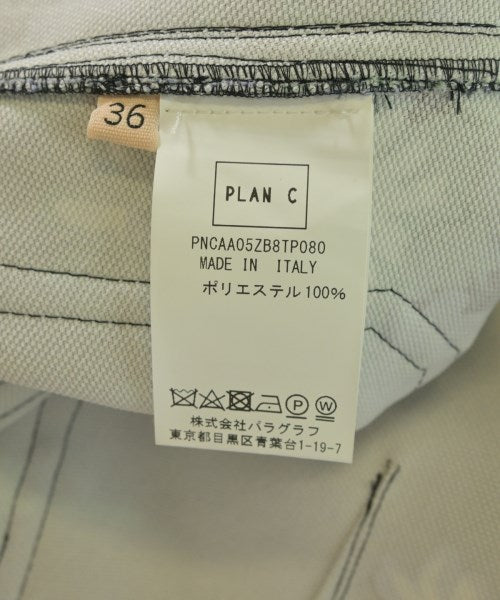 36
PLAN C
PNCAA05ZB8TP080
MADE IN ITALY
ポリエステル100%
P W
株式会社パラグラフ
東京都目黒区青葉台1-19-7